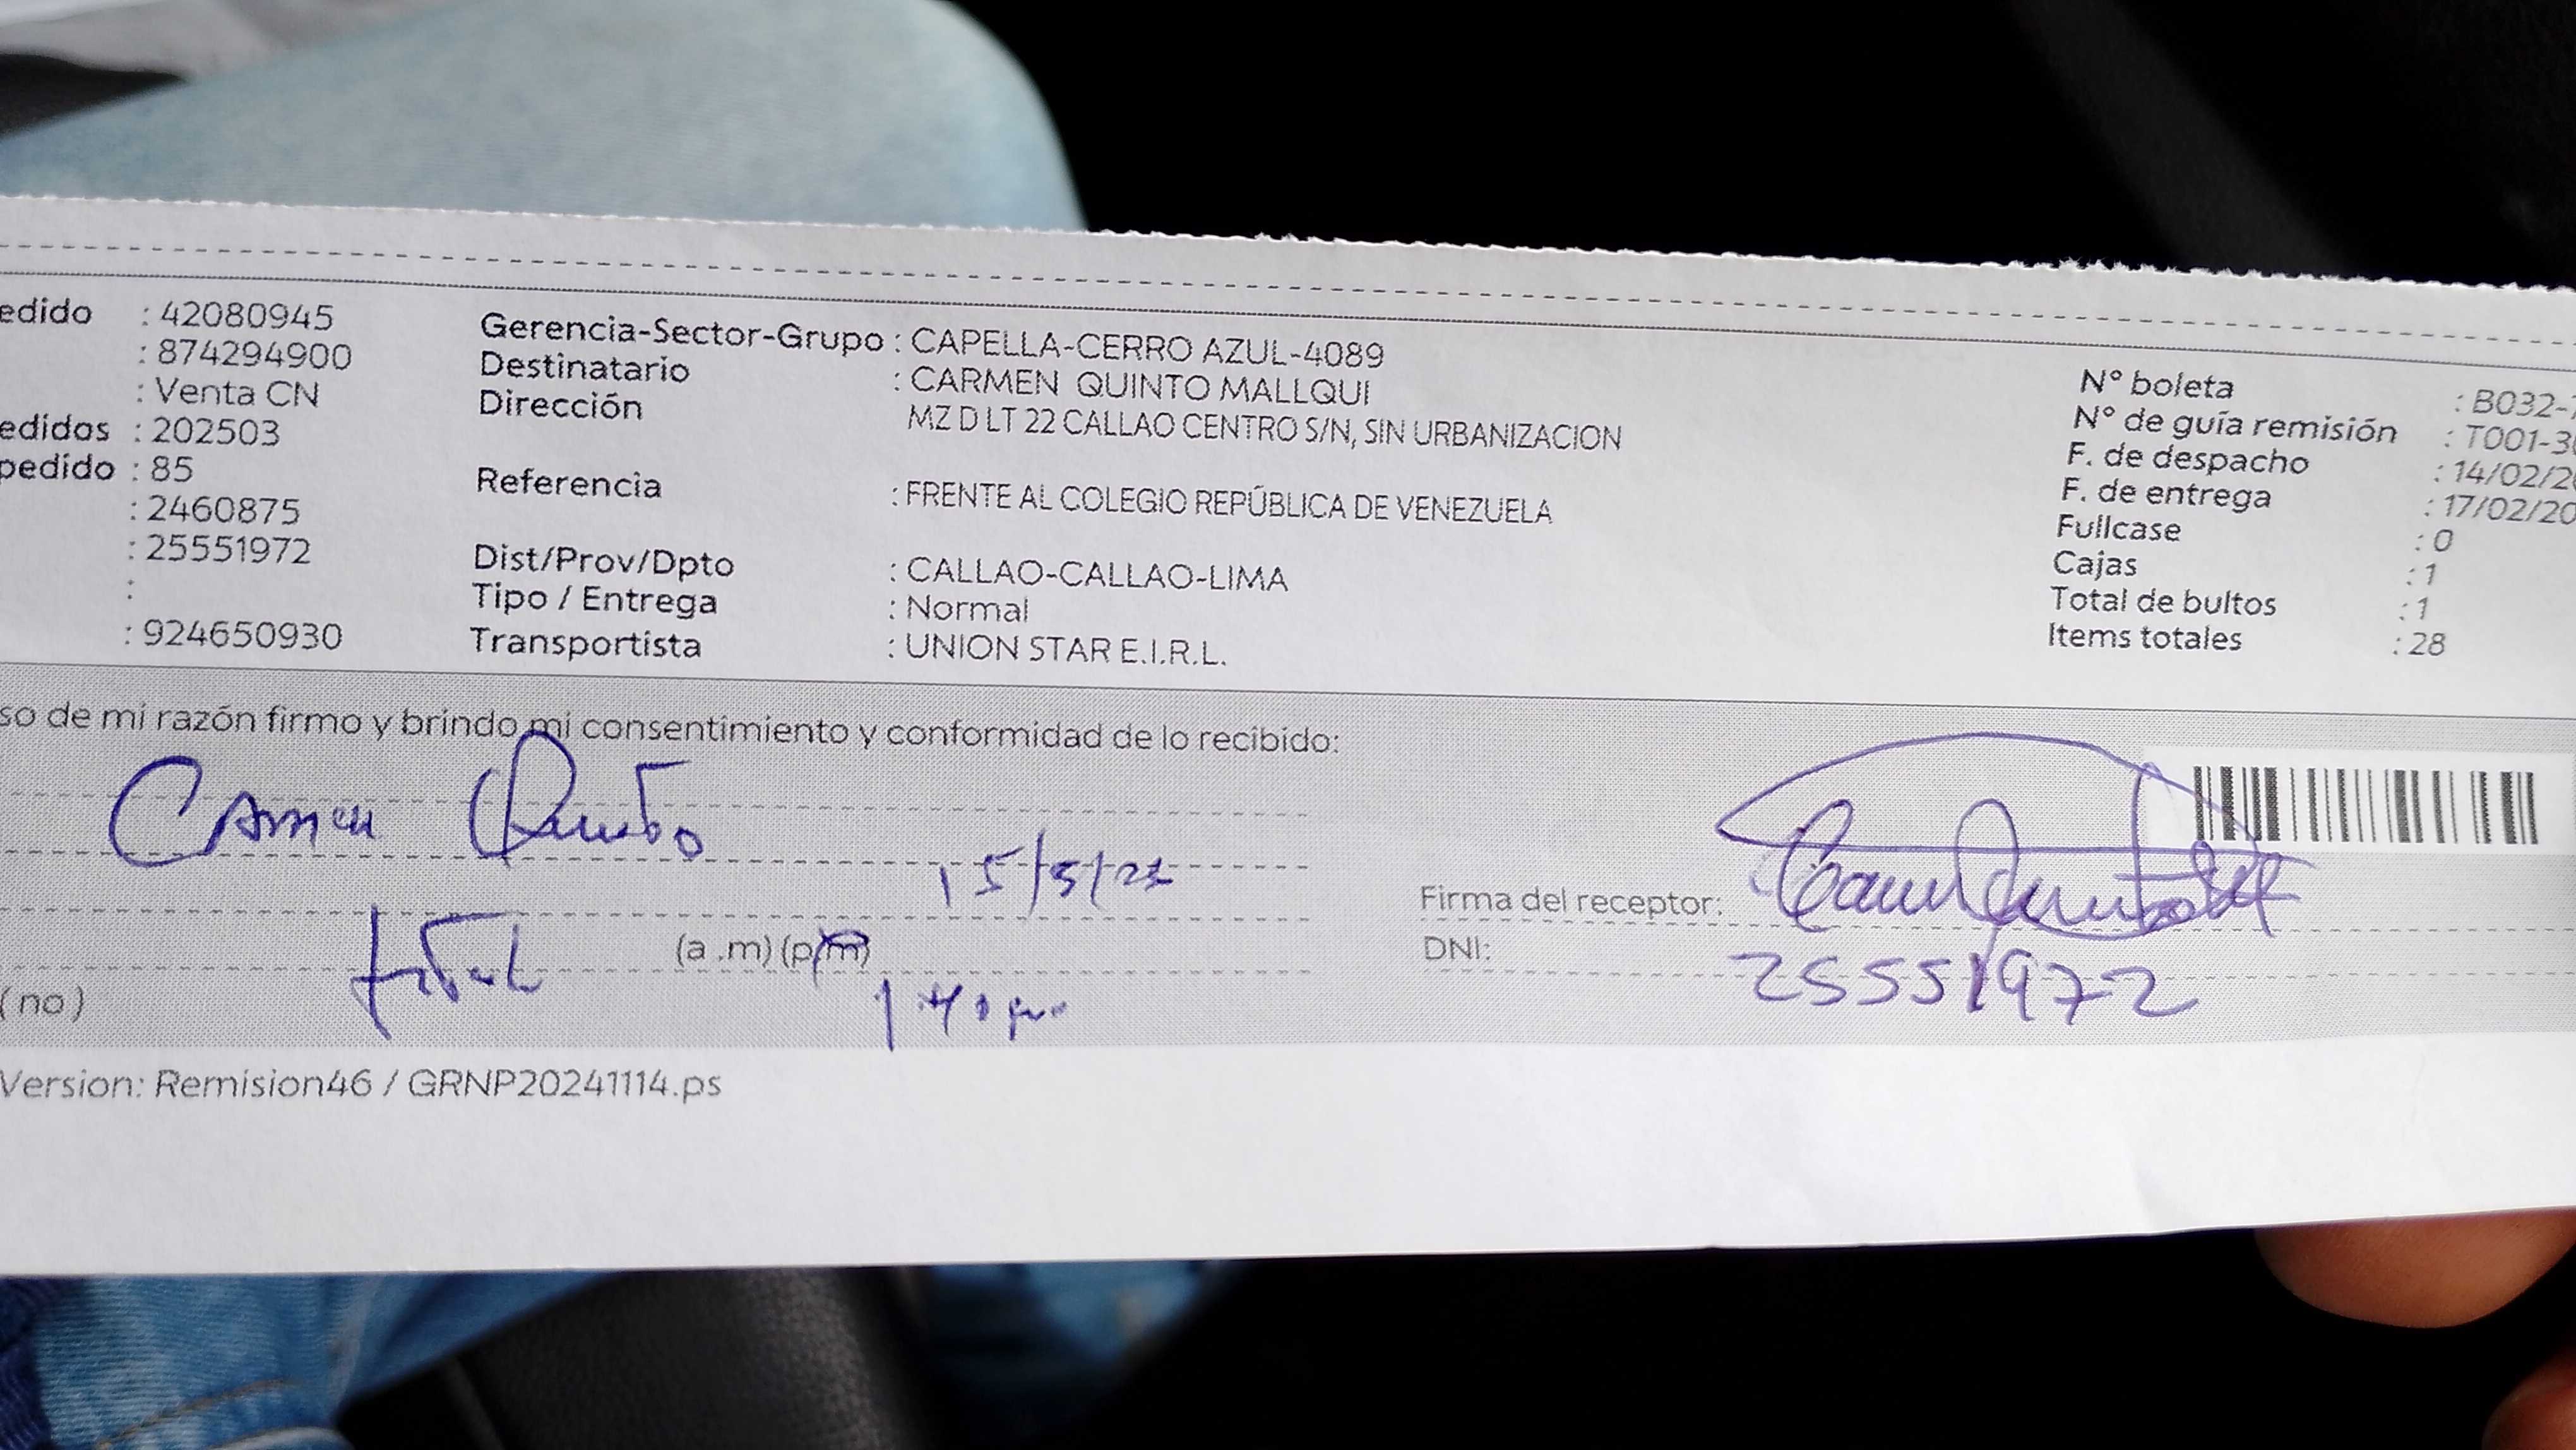 edido : 42080945
: 874294900
: Venta CN
edidos : 202503
pedido : 85
: 2460875
: 25551972
:
: 924650930
Gerencia-Sector-Grupo : CAPELLA-CERRO AZUL-4089
Destinatario : CARMEN QUINTO MALLQUI
Dirección MZ D LT 22 CALLAO CENTRO S/N, SIN URBANIZACION
Referencia : FRENTE AL COLEGIO REPÚBLICA DE VENEZUELA
Dist/Prov/Dpto : CALLAO-CALLAO-LIMA
Tipo / Entrega : Normal
Transportista : UNION STAR E.I.R.L.
N° boleta : B032-
N° de guía remisión : T001-3
F. de despacho : 14/02/2
F. de entrega : 17/02/20
Fullcase : 0
Cajas : 1
Total de bultos : 1
Items totales : 28
so de mi razón firmo y brindo mi consentimiento y conformidad de lo recibido:
Carmen Quinto
(a .m) (p.m)
(no)
Firma del receptor:
DNI: 25551972
Version: Remision46 / GRNP20241114.ps